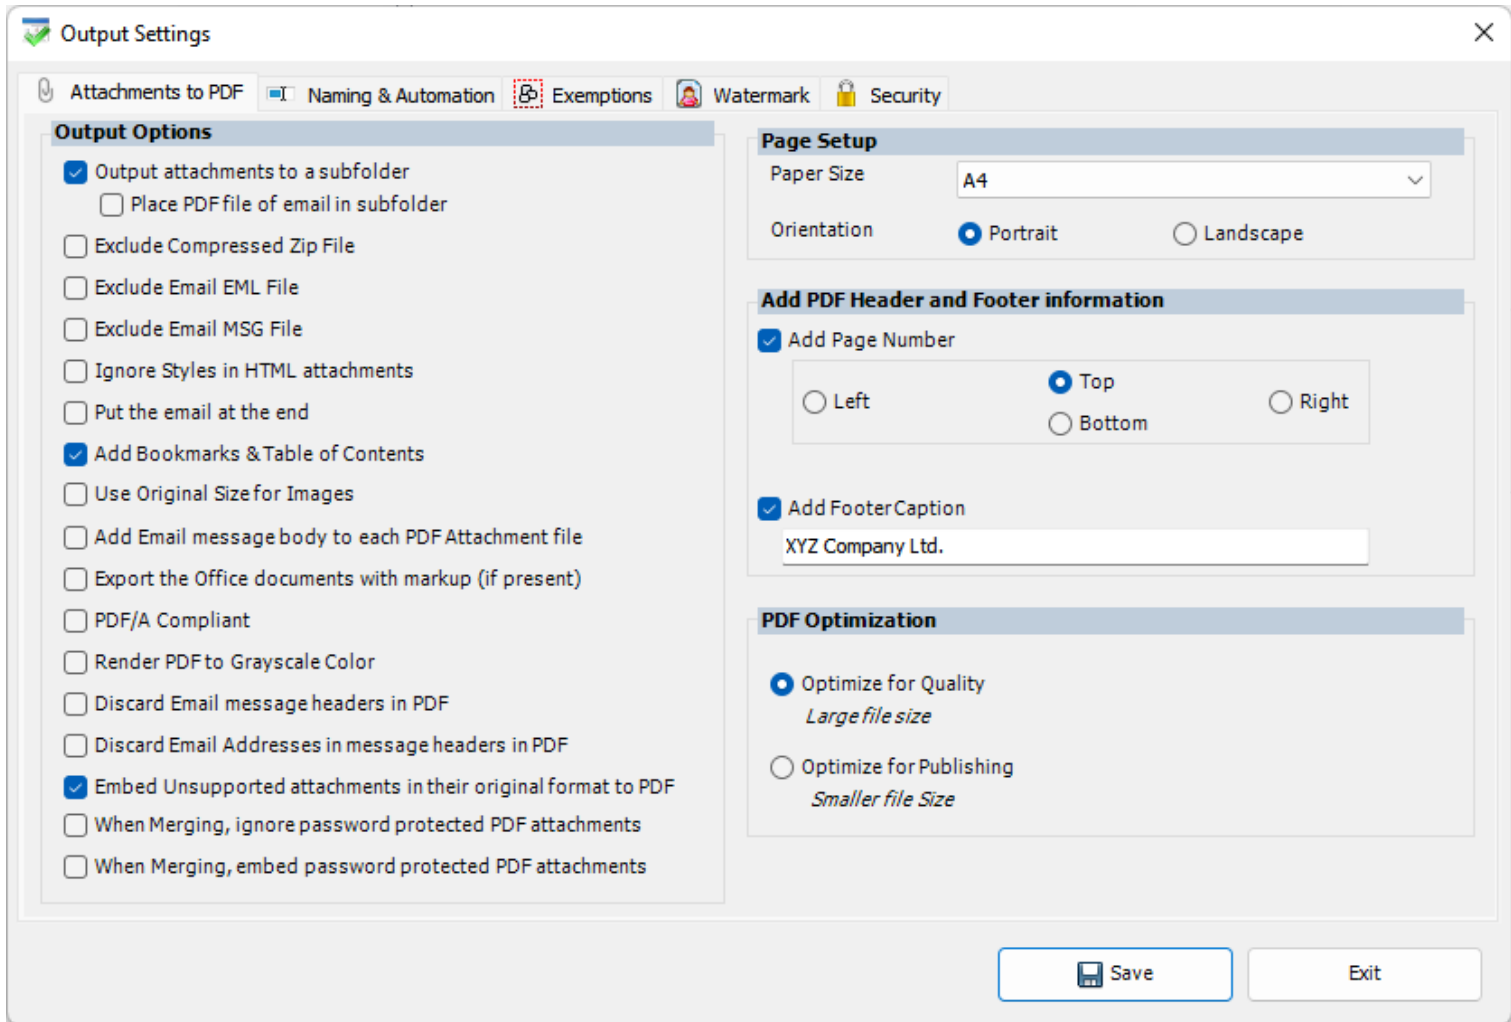 Output Settings
Attachments to PDF
Naming & Automation
Exemptions
Watermark
Security
Output Options
Output attachments to a subfolder
Place PDF file of email in subfolder
Exclude Compressed Zip File
Exclude Email EML File
Exclude Email MSG File
Ignore Styles in HTML attachments
Put the email at the end
Add Bookmarks & Table of Contents
Use Original Size for Images
Add Email message body to each PDF Attachment file
Export the Office documents with markup (if present)
PDF/A Compliant
Render PDF to Grayscale Color
Discard Email message headers in PDF
Discard Email Addresses in message headers in PDF
Embed Unsupported attachments in their original format to PDF
When Merging, ignore password protected PDF attachments
When Merging, embed password protected PDF attachments
Page Setup
Paper Size
A4
Orientation
Portrait
Landscape
Add PDF Header and Footer information
Add Page Number
Left
Top
Bottom
Right
Add Footer Caption
XYZ Company Ltd.
PDF Optimization
Optimize for Quality
Large file size
Optimize for Publishing
Smaller file Size
Save
Exit